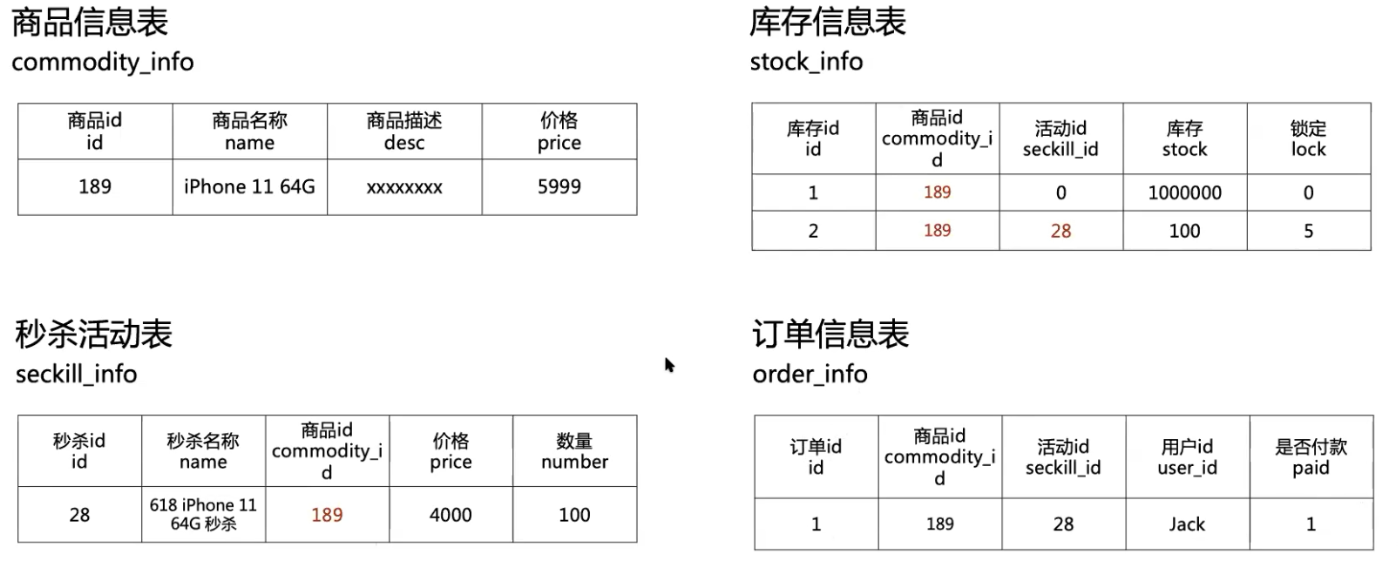 商品信息表
commodity_info
商品id
id
商品名称
name
商品描述
desc
价格
price
189
iPhone 11 64G
xxxxxxxx
5999
库存信息表
stock_info
库存id
id
商品id
commodity_i
d
活动id
seckill_id
库存
stock
锁定
lock
1
189
0
1000000
0
2
189
28
100
5
秒杀活动表
seckill_info
秒杀id
id
秒杀名称
name
商品id
commodity_i
d
价格
price
数量
number
28
618 iPhone 11
64G 秒杀
189
4000
100
订单信息表
order_info
订单id
id
商品id
commodity_i
d
活动id
seckill_id
用户id
user_id
是否付款
paid
1
189
28
Jack
1